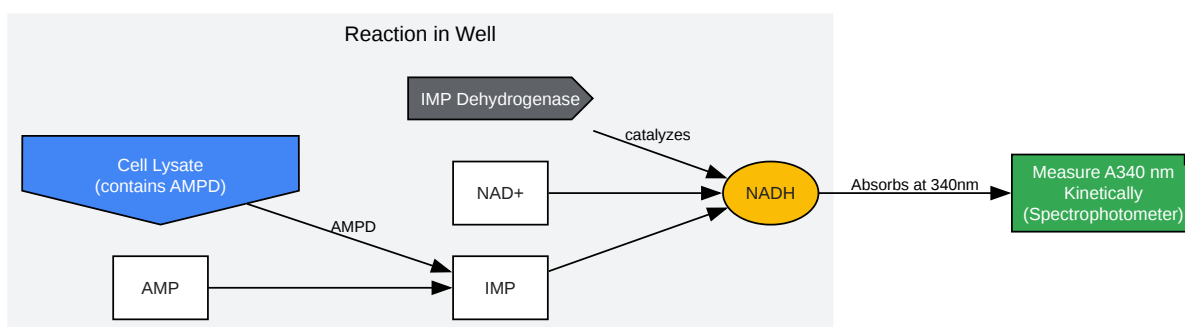 Reaction in Well
IMP Dehydrogenase
catalyzes
Cell Lysate
(contains AMPD)
NAD+
NADH
Absorbs at 340nm
Measure A340 nm
Kinetically
(Spectrophotometer)
AMPD
AMP
IMP